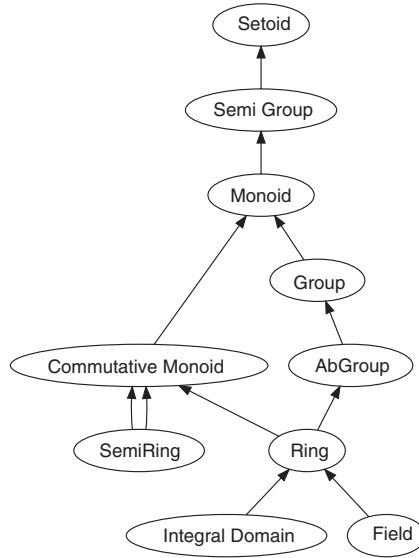 Setoid
Semi Group
Monoid
Group
Commutative Monoid
AbGroup
SemiRing
Ring
Integral Domain
Field